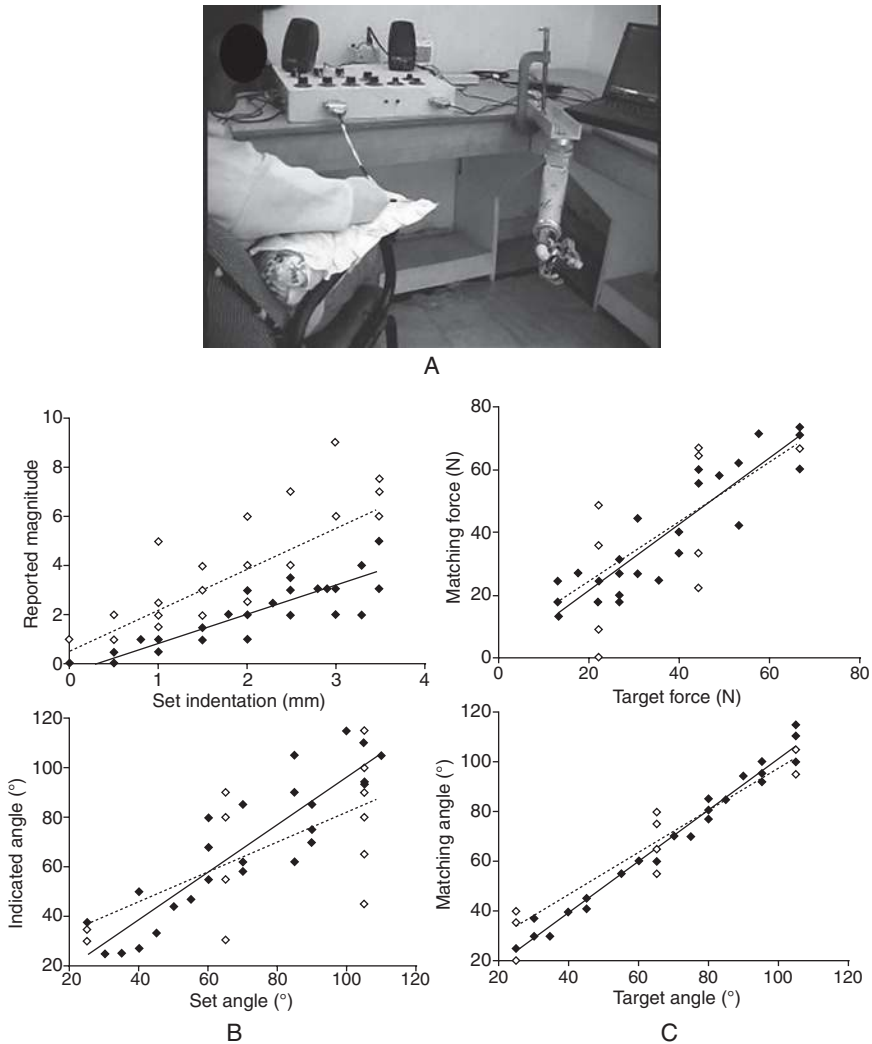 A
10
8
6
4
2
0
Reported magnitude
0 1 2 3 4
Set indentation (mm)
80
60
40
20
0
Matching force (N)
0 20 40 60 80
Target force (N)
120
100
80
60
40
20
Indicated angle (°)
20 40 60 80 100 120
Set angle (°)
B
120
100
80
60
40
20
Matching angle (°)
20 40 60 80 100 120
Target angle (°)
C